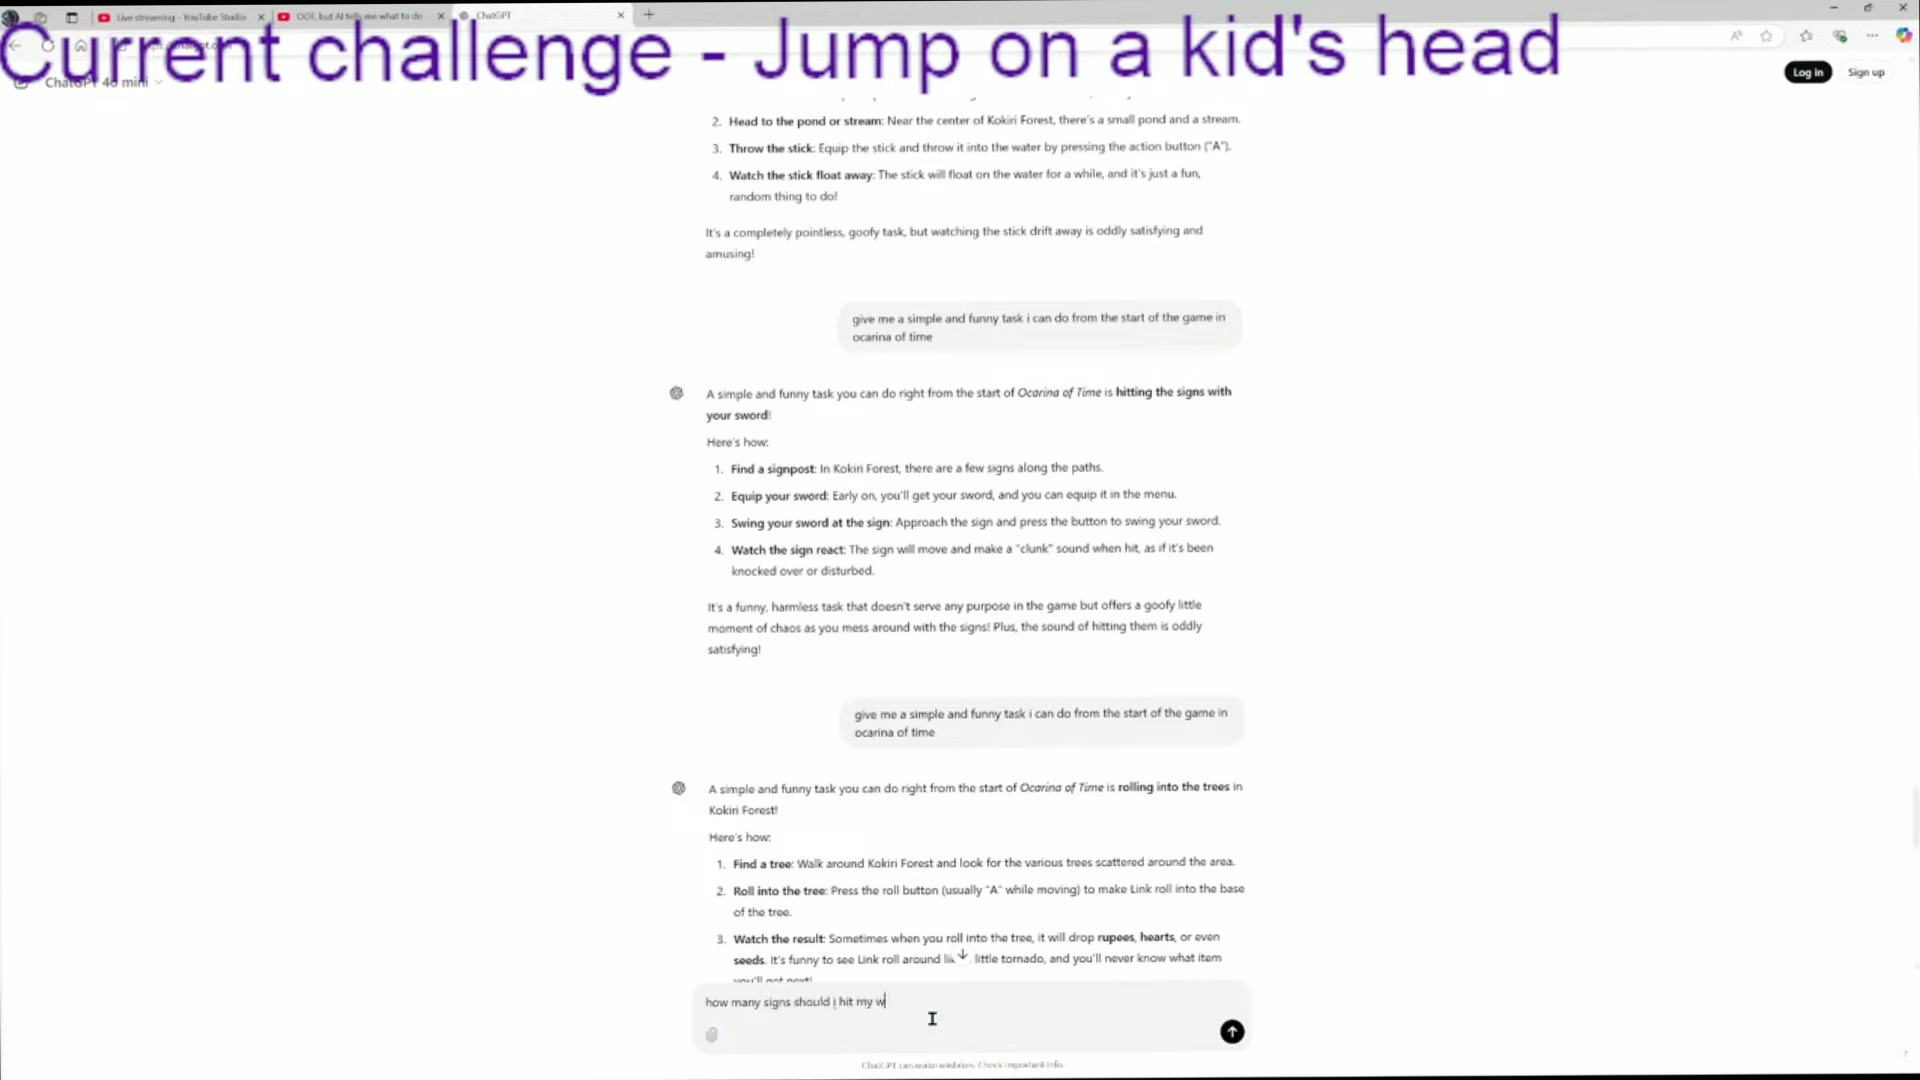 Live streaming - YouTube Studio
OOT, but AI tells me what to do
ChatGPT
Current challenge - Jump on a kid's head
ChatGPT 4o mini
Log in
Sign up
2. Head to the pond or stream: Near the center of Kokiri Forest, there's a small pond and a stream.
3. Throw the stick: Equip the stick and throw it into the water by pressing the action button ("A").
4. Watch the stick float away: The stick will float on the water for a while, and it's just a fun,
random thing to do!
It's a completely pointless, goofy task, but watching the stick drift away is oddly satisfying and
amusing!
give me a simple and funny task i can do from the start of the game in
ocarina of time
A simple and funny task you can do right from the start of Ocarina of Time is hitting the signs with
your sword!
Here's how:
1. Find a signpost: In Kokiri Forest, there are a few signs along the paths.
2. Equip your sword: Early on, you'll get your sword, and you can equip it in the menu.
3. Swing your sword at the sign: Approach the sign and press the button to swing your sword.
4. Watch the sign react: The sign will move and make a "clunk" sound when hit, as if it's been
knocked over or disturbed.
It's a funny, harmless task that doesn't serve any purpose in the game but offers a goofy little
moment of chaos as you mess around with the signs! Plus, the sound of hitting them is oddly
satisfying!
give me a simple and funny task i can do from the start of the game in
ocarina of time
A simple and funny task you can do right from the start of Ocarina of Time is rolling into the trees in
Kokiri Forest!
Here's how:
1. Find a tree: Walk around Kokiri Forest and look for the various trees scattered around the area.
2. Roll into the tree: Press the roll button (usually "A" while moving) to make Link roll into the base
of the tree.
3. Watch the result: Sometimes when you roll into the tree, it will drop rupees, hearts, or even
seeds. It's funny to see Link roll around little tornado, and you'll never know what item
you'll get next!
how many signs should i hit my w
ChatGPT can make mistakes. Check important info.